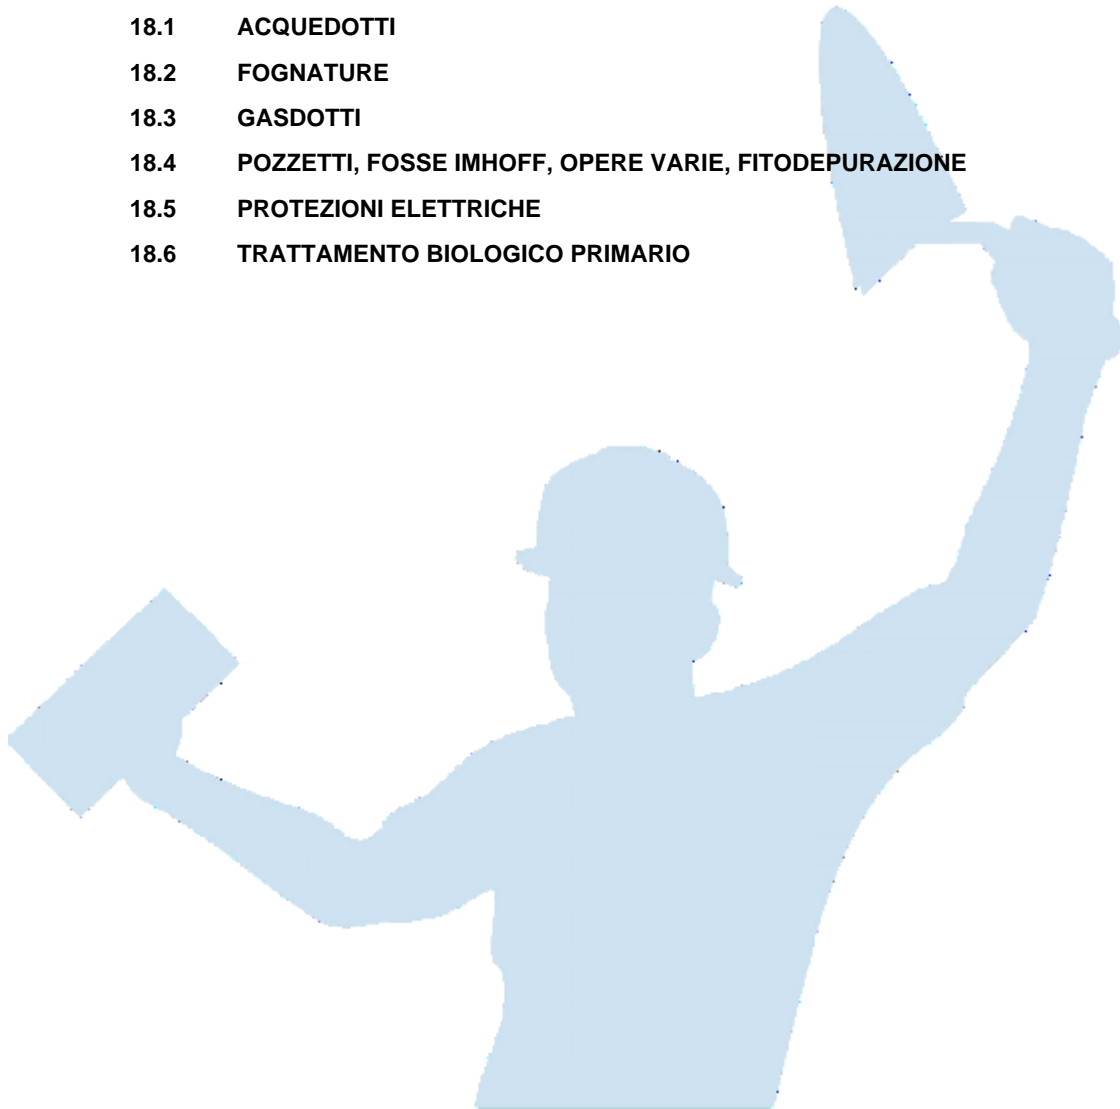 18.1 ACQUEDOTTI
18.2 FOGNATURE
18.3 GASDOTTI
18.4 POZZETTI, FOSSE IMHOFF, OPERE VARIE, FITODEPURAZIONE
18.5 PROTEZIONI ELETTRICHE
18.6 TRATTAMENTO BIOLOGICO PRIMARIO